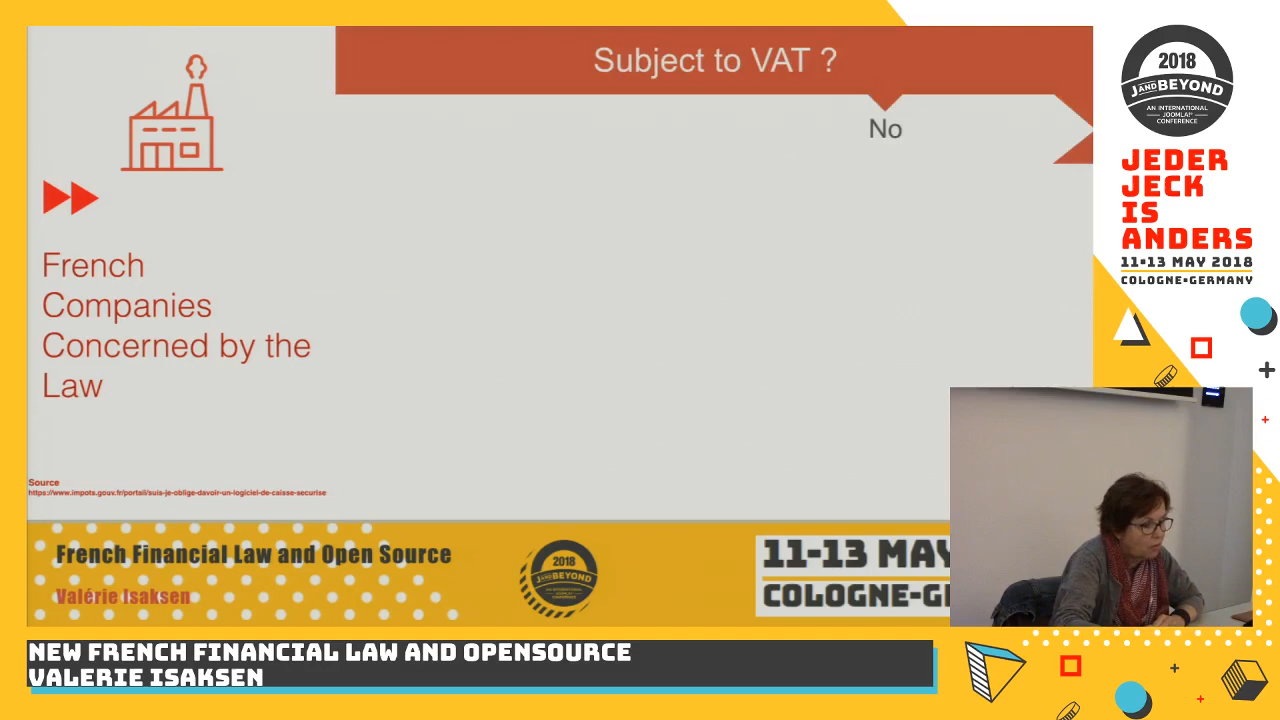 Subject to VAT ?
No
French
Companies
Concerned by the
Law
Source
https://www.impots.gouv.fr/portail/suis-je-oblige-davoir-un-logiciel-de-caisse-securise
French Financial Law and Open Source
Valérie Isaksen
2018
J AND BEYOND
11-13 MAY
COLOGNE-G
NEW FRENCH FINANCIAL LAW AND OPENSOURCE
VALERIE ISAKSEN
2018
J AND BEYOND
AN INTERNATIONAL
JOOMLA!®
CONFERENCE
JEDER
JECK
IS
ANDERS
11-13 MAY 2018
COLOGNE-GERMANY